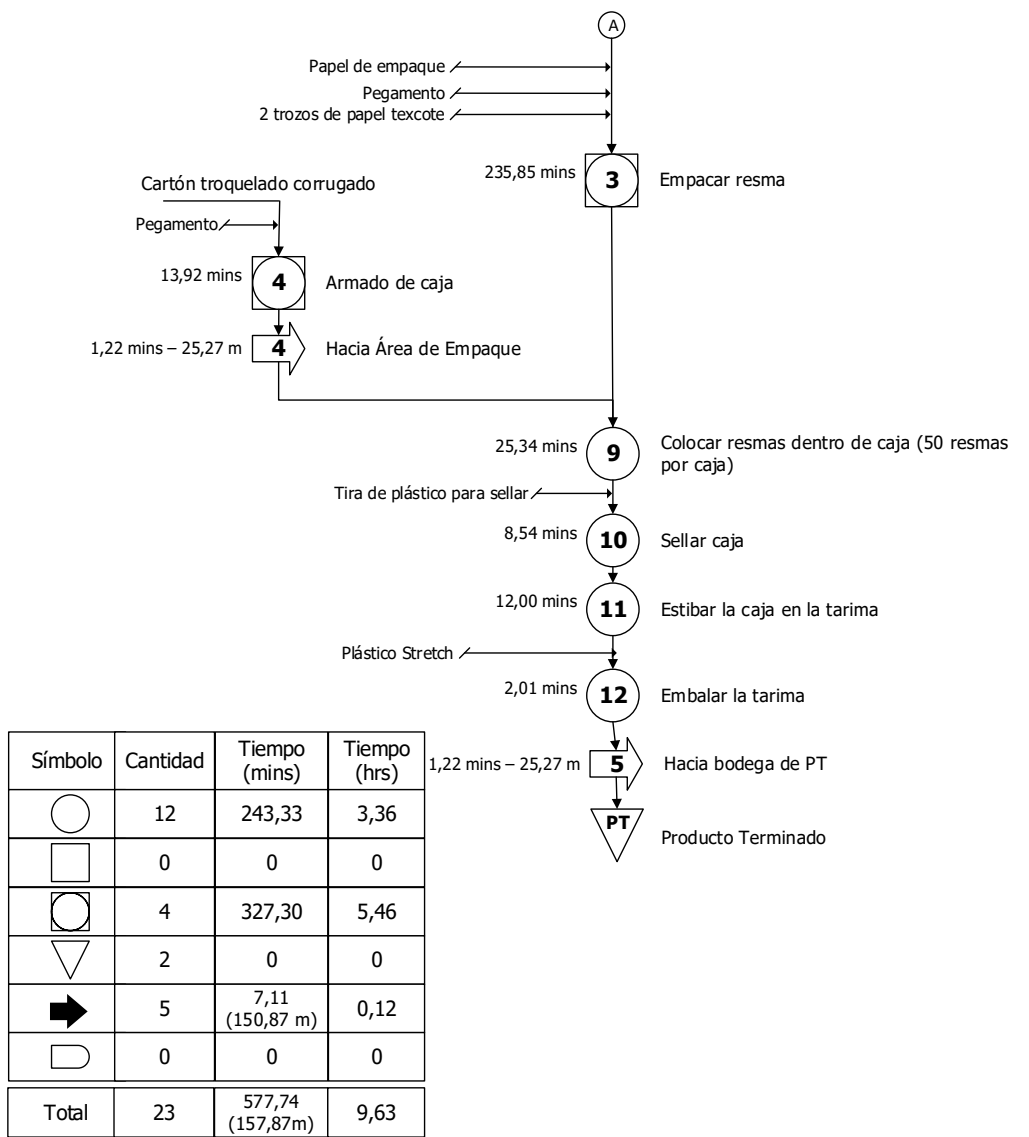 A
Papel de empaque
Pegamento
2 trozos de papel texcote
235,85 mins
3
Empacar resma
Cartón troquelado corrugado
Pegamento
13,92 mins
4
Armado de caja
1,22 mins – 25,27 m
4
Hacia Área de Empaque
25,34 mins
9
Colocar resmas dentro de caja (50 resmas
por caja)
Tira de plástico para sellar
8,54 mins
10
Sellar caja
12,00 mins
11
Estibar la caja en la tarima
Plástico Stretch
2,01 mins
12
Embalar la tarima
1,22 mins – 25,27 m
5
Hacia bodega de PT
PT
Producto Terminado
Símbolo Cantidad Tiempo (mins) Tiempo (hrs)
12 243,33 3,36
0 0 0
4 327,30 5,46
2 0 0
5 7,11 (150,87 m) 0,12
0 0 0
Total 23 577,74 (157,87m) 9,63